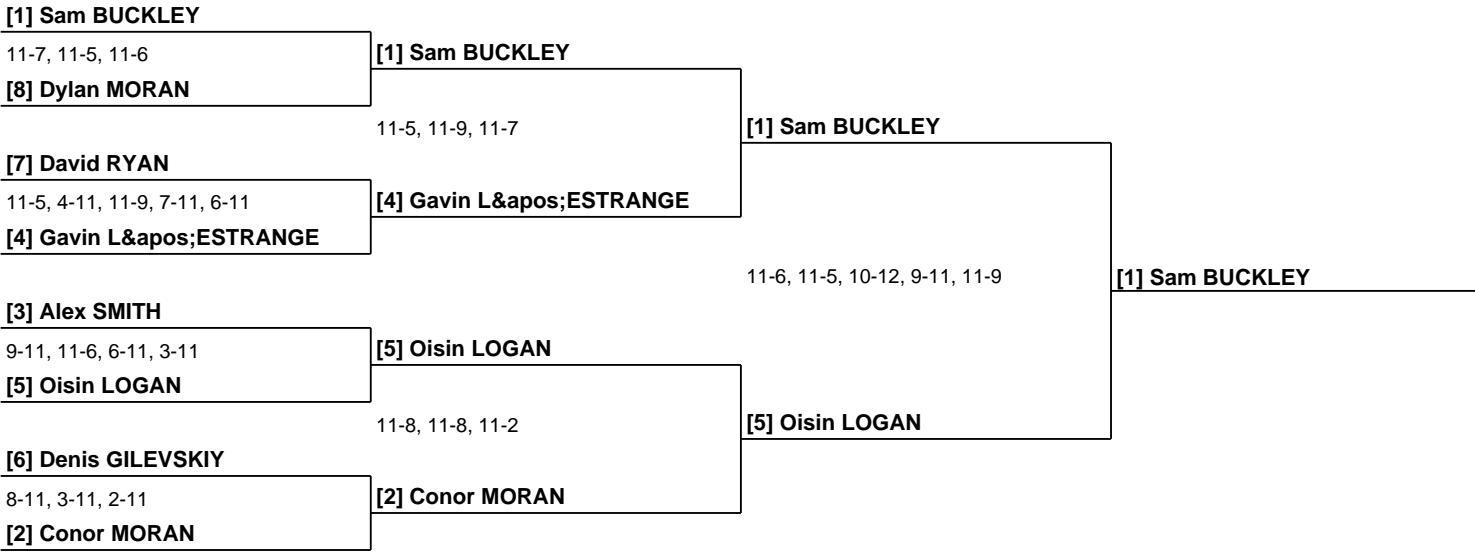 [1] Sam BUCKLEY
11-7, 11-5, 11-6
[8] Dylan MORAN
[1] Sam BUCKLEY
11-5, 11-9, 11-7
[7] David RYAN
11-5, 4-11, 11-9, 7-11, 6-11
[4] Gavin L&apos;ESTRANGE
[4] Gavin L&apos;ESTRANGE
[1] Sam BUCKLEY
11-6, 11-5, 10-12, 9-11, 11-9
[1] Sam BUCKLEY
[3] Alex SMITH
9-11, 11-6, 6-11, 3-11
[5] Oisin LOGAN
[5] Oisin LOGAN
11-8, 11-8, 11-2
[5] Oisin LOGAN
[6] Denis GILEVSKIY
8-11, 3-11, 2-11
[2] Conor MORAN
[2] Conor MORAN